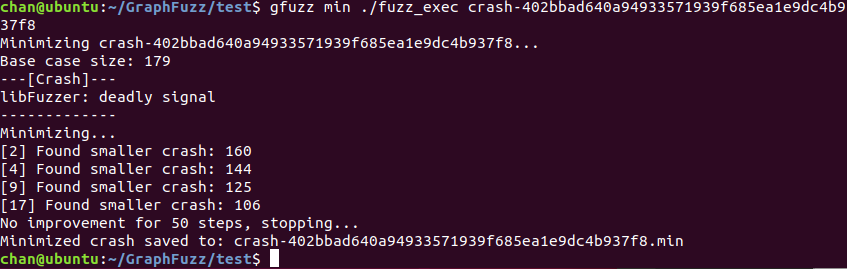 chan@ubuntu:~/GraphFuzz/test$ gfuzz min ./fuzz_exec crash-402bbad640a94933571939f685ea1e9dc4b9
37f8
Minimizing crash-402bbad640a94933571939f685ea1e9dc4b937f8...
Base case size: 179
---[Crash]---
libFuzzer: deadly signal
-------------
Minimizing...
[2] Found smaller crash: 160
[4] Found smaller crash: 144
[9] Found smaller crash: 125
[17] Found smaller crash: 106
No improvement for 50 steps, stopping...
Minimized crash saved to: crash-402bbad640a94933571939f685ea1e9dc4b937f8.min
chan@ubuntu:~/GraphFuzz/test$